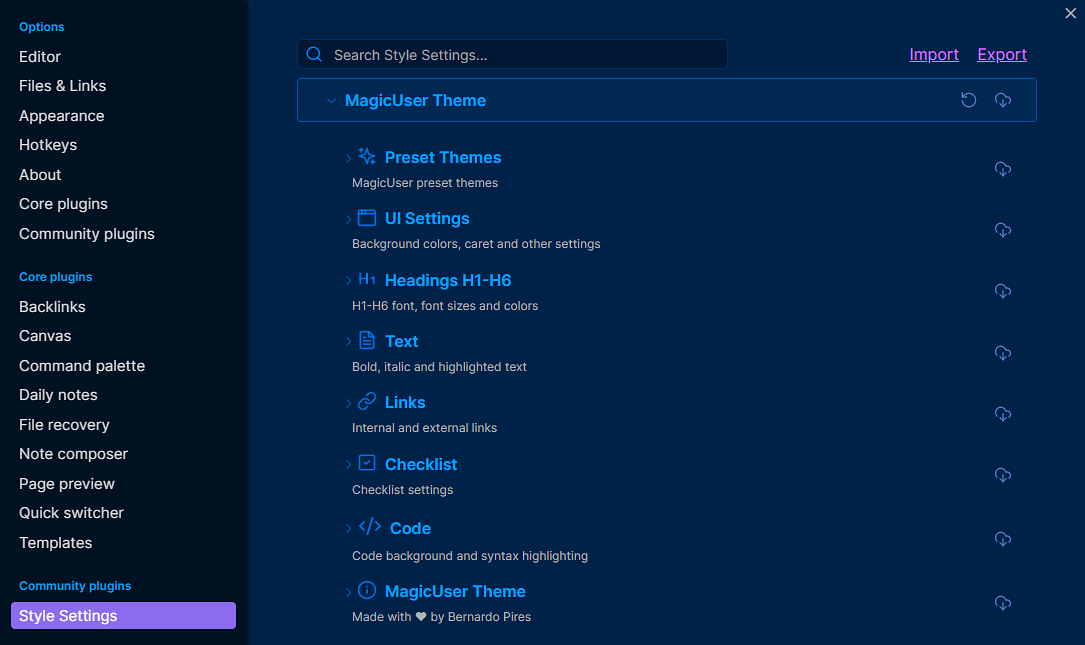 Options
Editor
Files & Links
Appearance
Hotkeys
About
Core plugins
Community plugins
Core plugins
Backlinks
Canvas
Command palette
Daily notes
File recovery
Note composer
Page preview
Quick switcher
Templates
Community plugins
Style Settings
Search Style Settings...
Import Export
MagicUser Theme
Preset Themes
MagicUser preset themes
UI Settings
Background colors, caret and other settings
H1 Headings H1-H6
H1-H6 font, font sizes and colors
Text
Bold, italic and highlighted text
Links
Internal and external links
Checklist
Checklist settings
Code
Code background and syntax highlighting
MagicUser Theme
Made with ♥ by Bernardo Pires